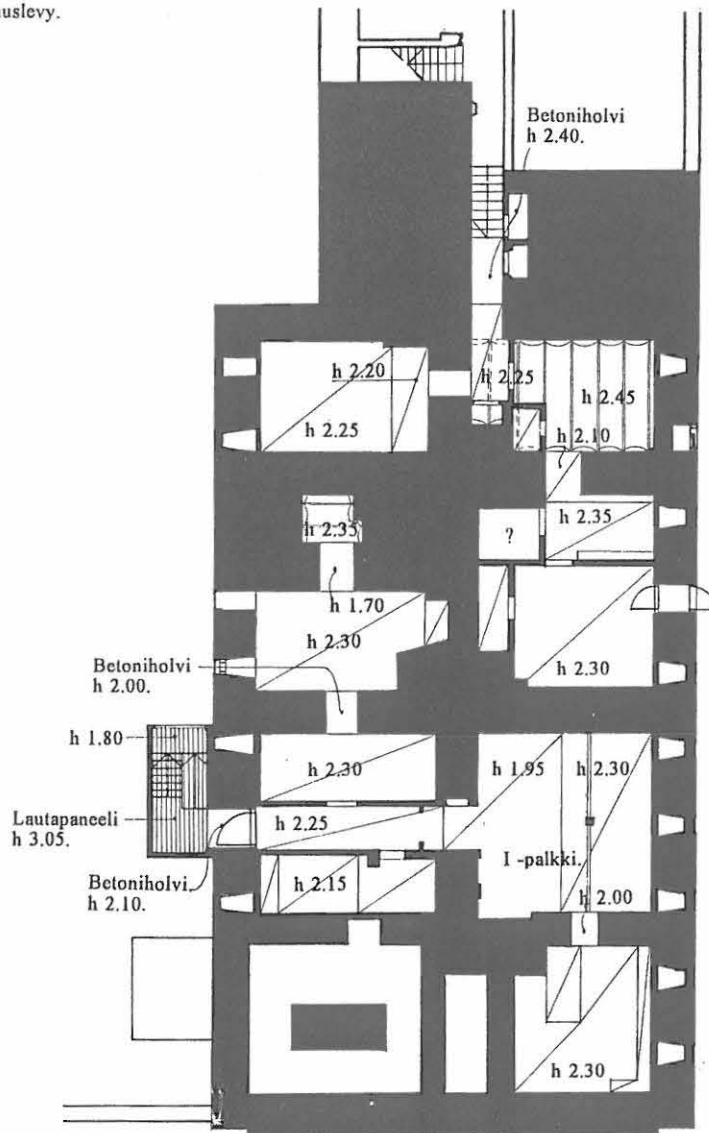 uslevy.
Betoniholvi
h 2.40.
h 2.20
h 2.25
h 2.25
h 2.45
h 2.10
h 2.35
h 2.35
?
h 1.70
h 2.30
h 2.30
Betoniholvi
h 2.00.
h 1.80
h 2.30
h 1.95
h 2.30
Lautapaneeli
h 3.05.
h 2.25
I -palkki.
Betoniholvi
h 2.10.
h 2.15
h 2.00
h 2.30